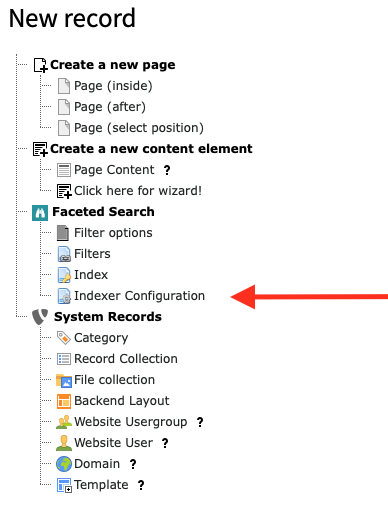 New record
Create a new page
Page (inside)
Page (after)
Page (select position)
Create a new content element
Page Content ?
Click here for wizard!
Faceted Search
Filter options
Filters
Index
Indexer Configuration
System Records
Category
Record Collection
File collection
Backend Layout
Website Usergroup ?
Website User ?
Domain ?
Template ?